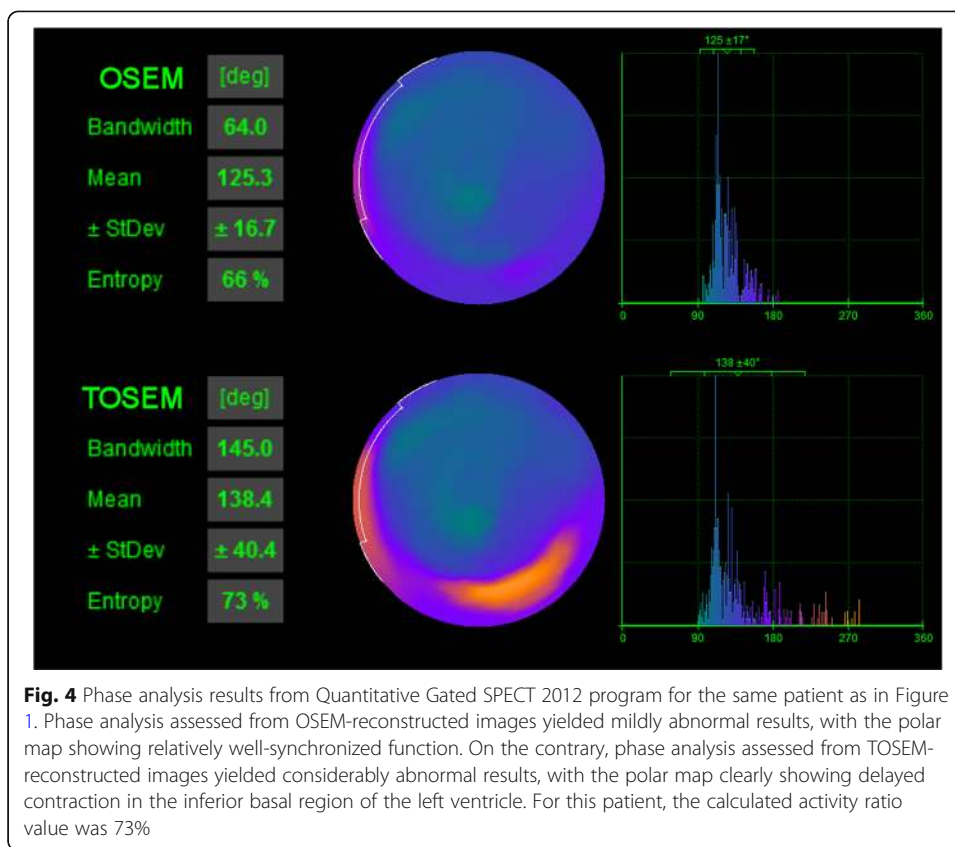 OSEM [deg]
Bandwidth 64.0
Mean 125.3
± StDev ± 16.7
Entropy 66 %
125 ±17°
0 90 180 270 360
TOSEM [deg]
Bandwidth 145.0
Mean 138.4
± StDev ± 40.4
Entropy 73 %
138 ±40°
0 90 180 270 360
Fig. 4 Phase analysis results from Quantitative Gated SPECT 2012 program for the same patient as in Figure
1. Phase analysis assessed from OSEM-reconstructed images yielded mildly abnormal results, with the polar
map showing relatively well-synchronized function. On the contrary, phase analysis assessed from TOSEM-
reconstructed images yielded considerably abnormal results, with the polar map clearly showing delayed
contraction in the inferior basal region of the left ventricle. For this patient, the calculated activity ratio
value was 73%